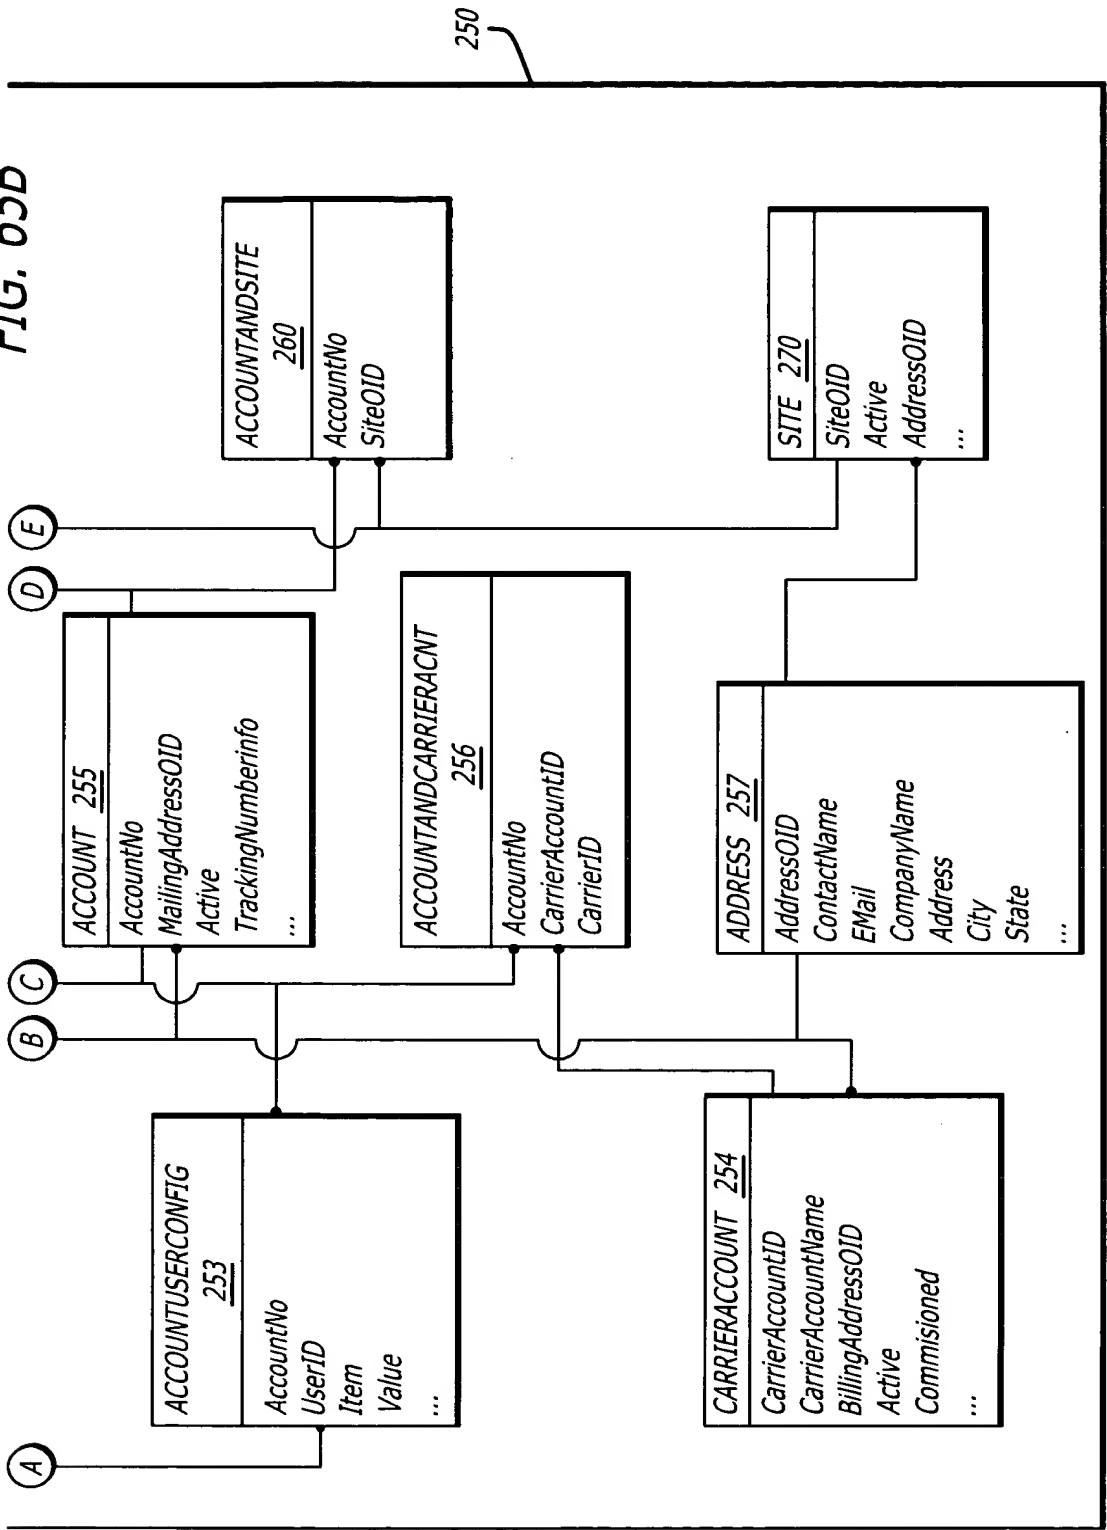 FIG. 65B
A
B
C
D
E
ACCOUNTUSERCONFIG
253
AccountNo
UserID
Item
Value
...
ACCOUNT 255
AccountNo
MailingAddressOID
Active
TrackingNumberinfo
...
ACCOUNTANDSITE
260
AccountNo
SiteOID
250
ACCOUNTANDCARRIERACNT
256
AccountNo
CarrierAccountID
CarrierID
CARRIERACCOUNT 254
CarrierAccountID
CarrierAccountName
BillingAddressOID
Active
Commisioned
...
ADDRESS 257
AddressOID
ContactName
EMail
CompanyName
Address
City
State
...
SITE 270
SiteOID
Active
AddressOID
...